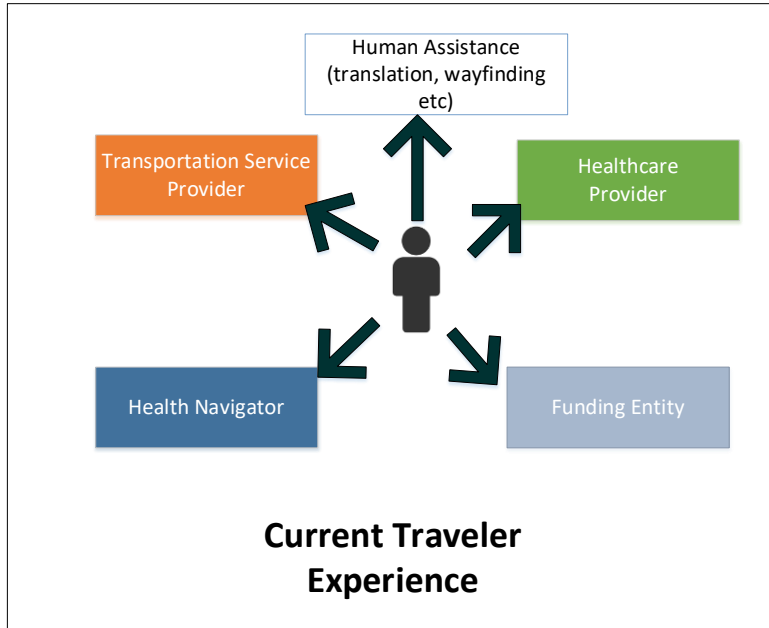 Human Assistance
(translation, wayfinding
etc)
Transportation Service
Provider
Healthcare
Provider
Health Navigator
Funding Entity
Current Traveler
Experience